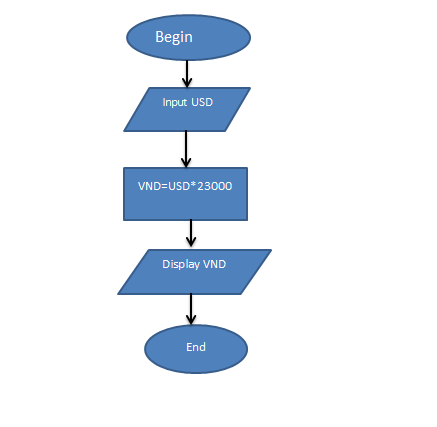 Begin
Input USD
VND=USD*23000
Display VND
End